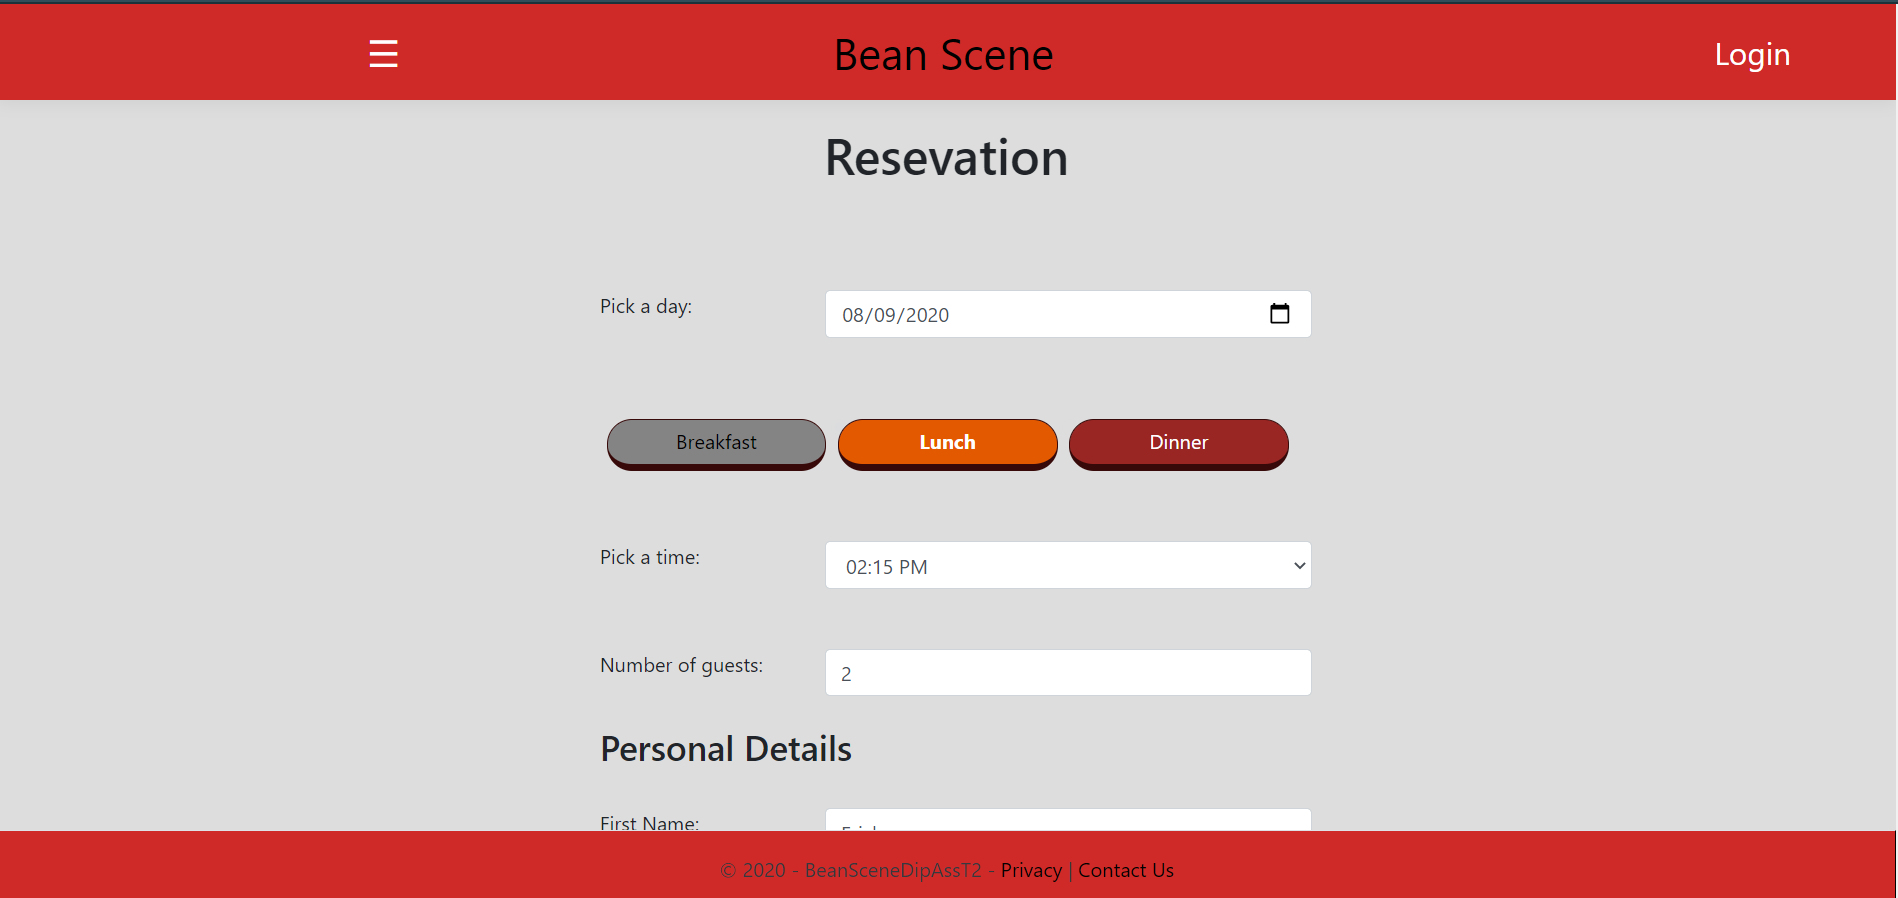 Bean Scene
Login
Resevation
Pick a day:
08/09/2020
Breakfast
Lunch
Dinner
Pick a time:
02:15 PM
Number of guests:
2
Personal Details
First Name:
© 2020 - BeanSceneDipAssT2 - Privacy | Contact Us